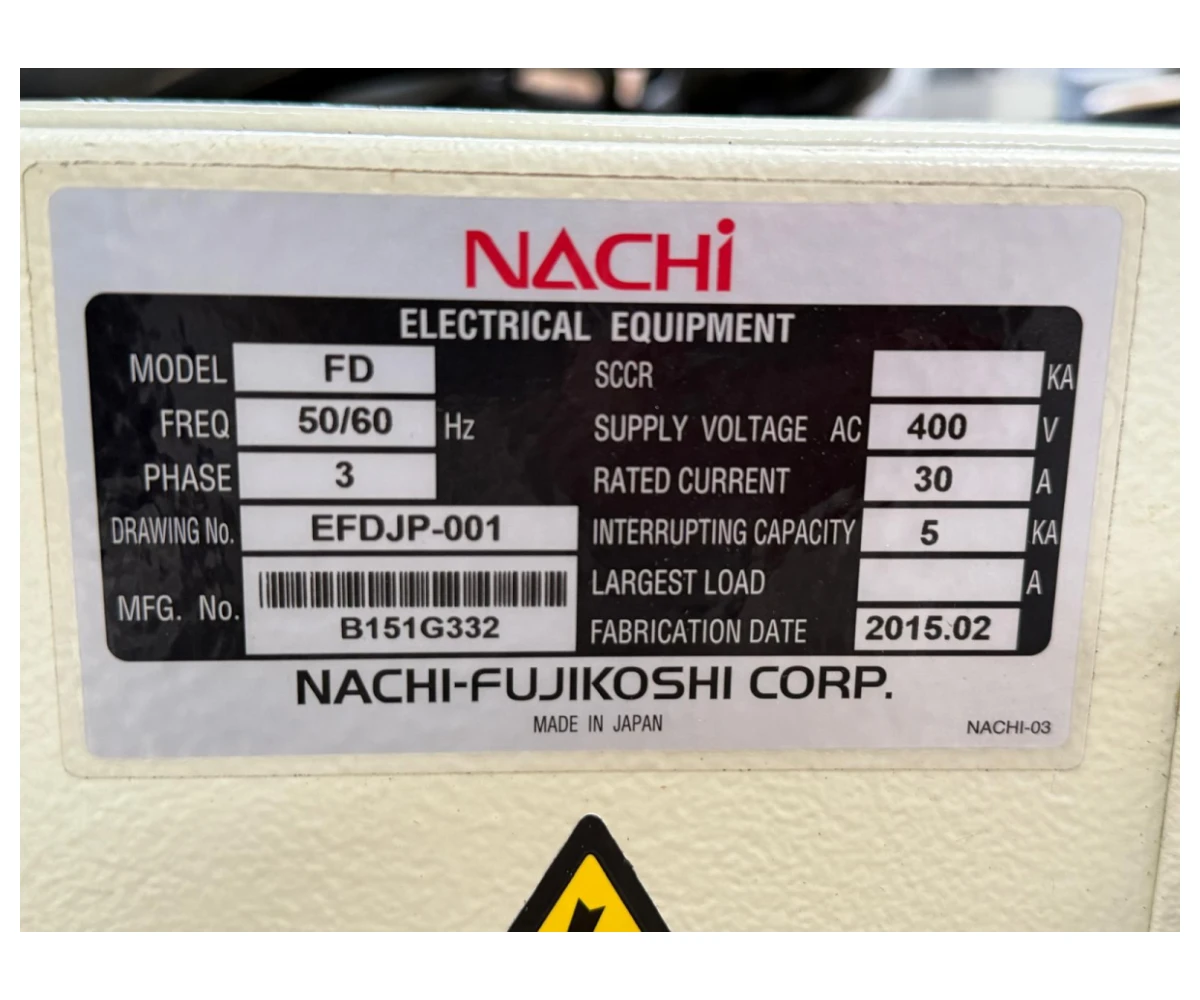 NACHi
ELECTRICAL EQUIPMENT
MODEL FD
FREQ 50/60 Hz
PHASE 3
DRAWING No. EFDJP-001
MFG. No. B151G332
SCCR KA
SUPPLY VOLTAGE AC 400 V
RATED CURRENT 30 A
INTERRUPTING CAPACITY 5 KA
LARGEST LOAD A
FABRICATION DATE 2015.02
NACHI-FUJIKOSHI CORP.
MADE IN JAPAN
NACHI-03